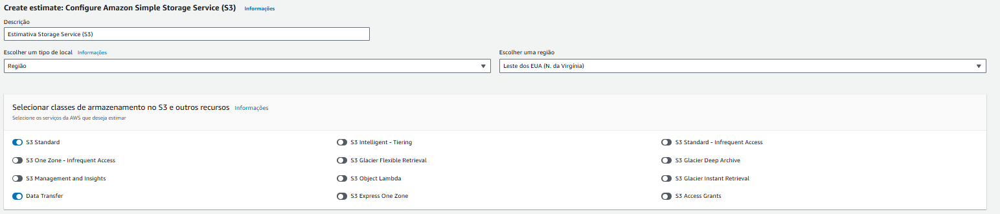 Create estimate: Configure Amazon Simple Storage Service (S3) Informações
Descrição
Estimativa Storage Service (S3)
Escolher um tipo de local Informações
Escolher uma região
Região
Leste dos EUA (N. da Virgínia)
Selecionar classes de armazenamento no S3 e outros recursos Informações
Selecione os serviços da AWS que deseja estimar
S3 Standard
S3 Intelligent - Tiering
S3 Standard - Infrequent Access
S3 One Zone - Infrequent Access
S3 Glacier Flexible Retrieval
S3 Glacier Deep Archive
S3 Management and Insights
S3 Object Lambda
S3 Glacier Instant Retrieval
Data Transfer
S3 Express One Zone
S3 Access Grants